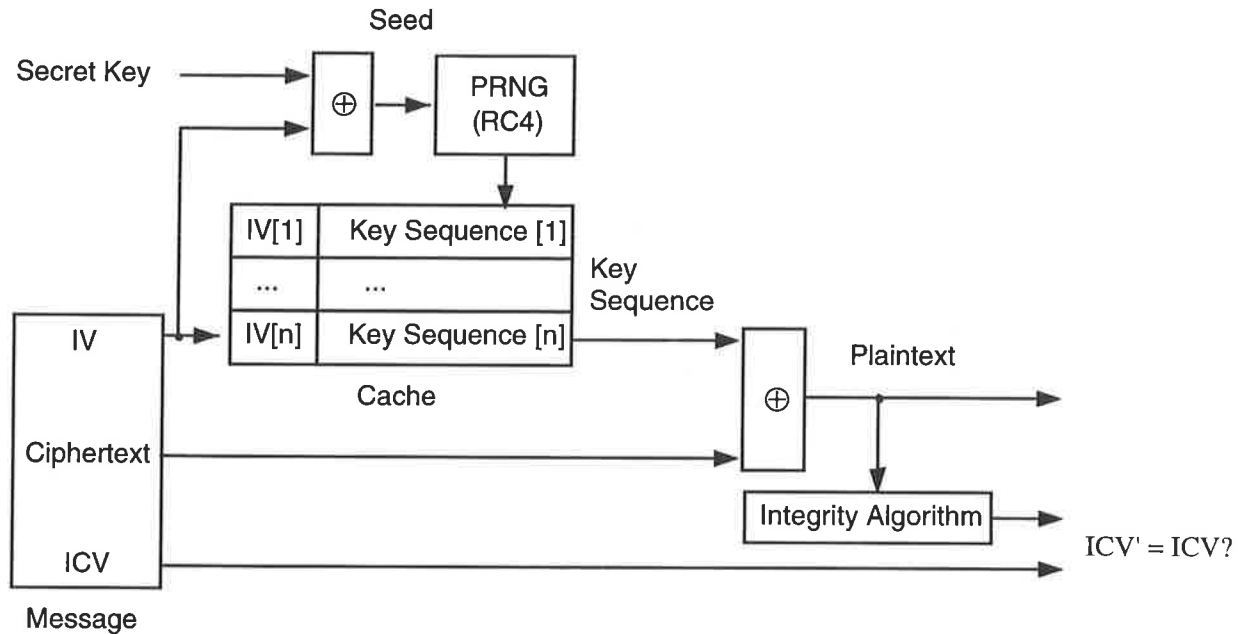 Seed
Secret Key
⊕
PRNG
(RC4)
IV[1] Key Sequence [1]
... ...
IV[n] Key Sequence [n]
Cache
Key
Sequence
IV
Ciphertext
ICV
Message
⊕
Plaintext
Integrity Algorithm
ICV' = ICV?